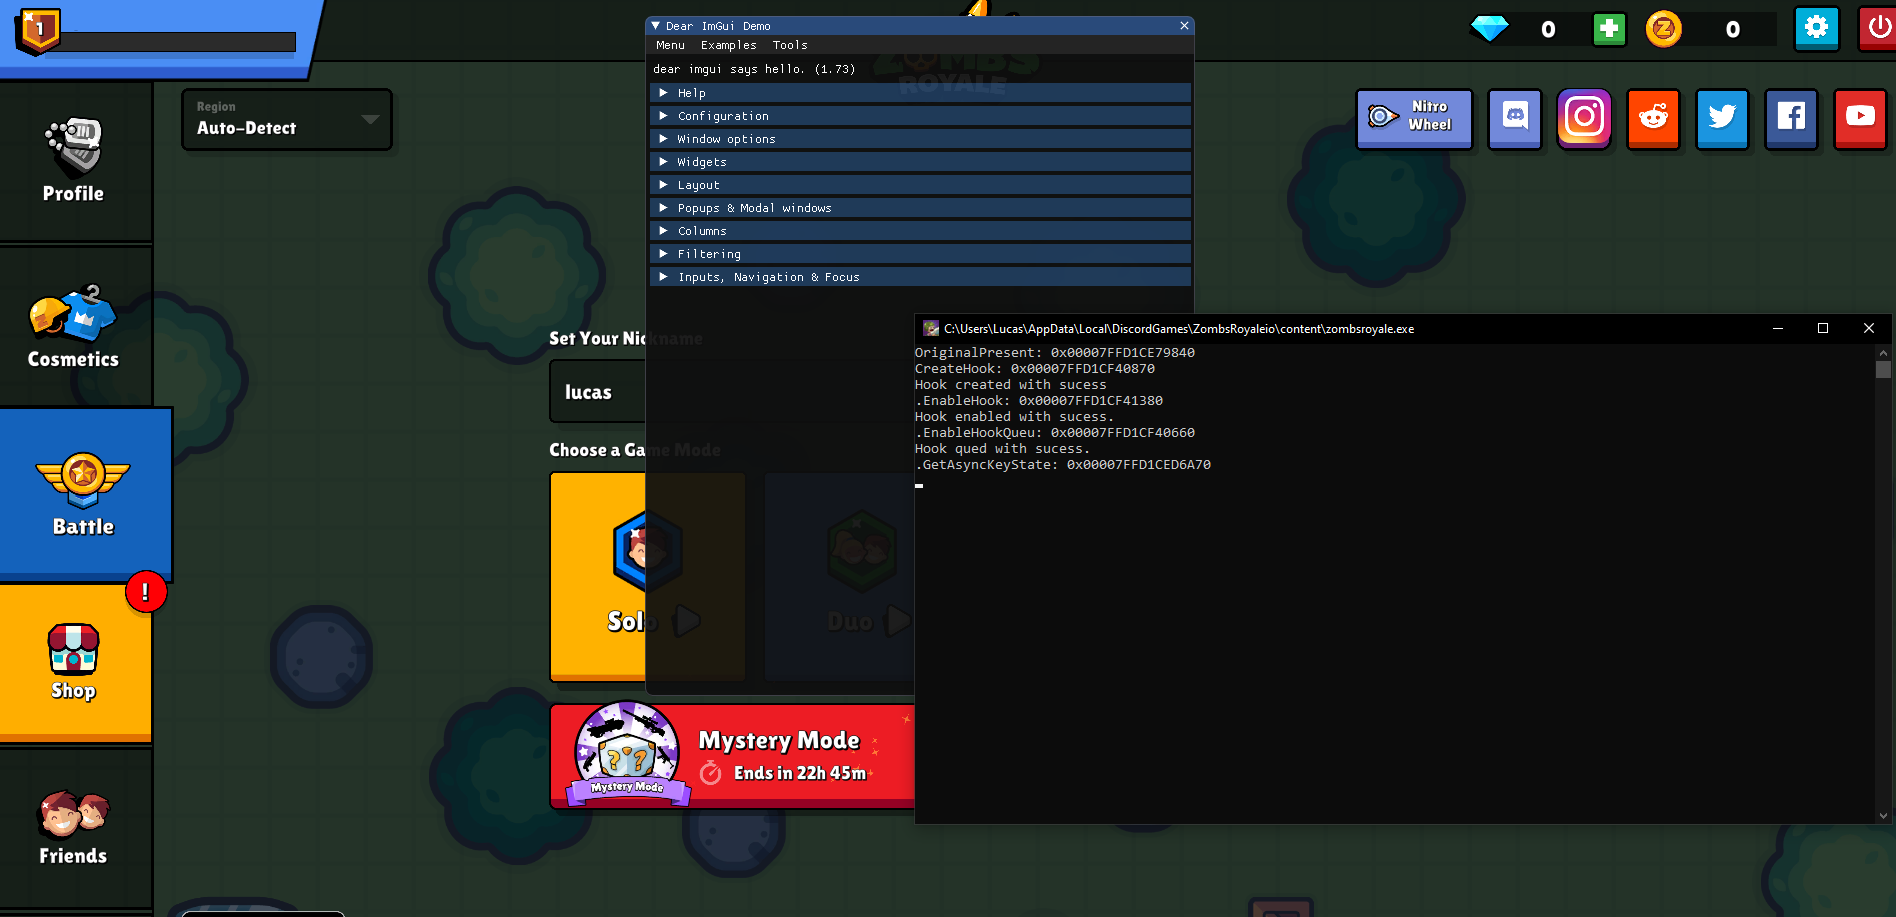 1
Dear ImGui Demo
Menu Examples Tools
dear imgui says hello. (1.73)
ZOMBS
ROYALE
Help
Configuration
Window options
Widgets
Layout
Popups & Modal windows
Columns
Filtering
Inputs, Navigation & Focus
0
Z
0
Region
Auto-Detect
Nitro
Wheel
Profile
2
Cosmetics
Battle
!
Shop
Friends
Set Your Nickname
lucas
Choose a Game Mode
Solo
Duo
Mystery Mode
Ends in 22h 45m
? ?
Mystery Mode
C:\Users\Lucas\AppData\Local\DiscordGames\ZombsRoyaleio\content\zombsroyale.exe
OriginalPresent: 0x00007FFD1CE79840
CreateHook: 0x00007FFD1CF40870
Hook created with sucess
.EnableHook: 0x00007FFD1CF41380
Hook enabled with sucess.
.EnableHookQueu: 0x00007FFD1CF40660
Hook qued with sucess.
.GetAsyncKeyState: 0x00007FFD1CED6A70